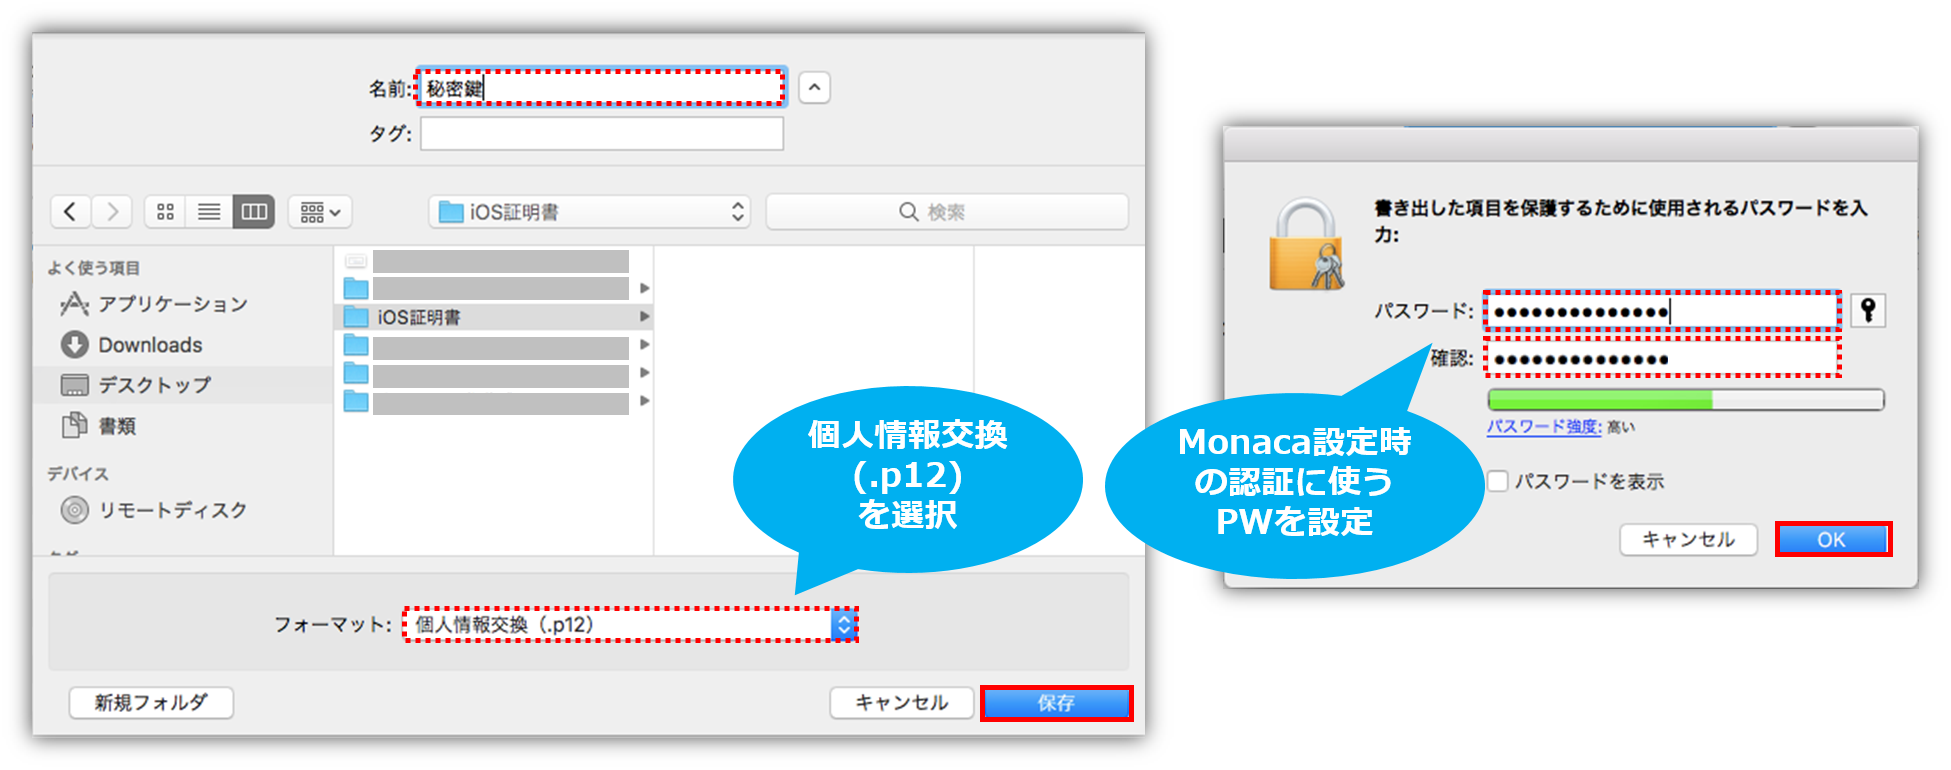 名前: 秘密鍵
タグ:
iOS証明書
検索
よく使う項目
アプリケーション
Downloads
デスクトップ
書類
デバイス
リモートディスク
iOS証明書
個人情報交換
(.p12)
を選択
フォーマット: 個人情報交換（.p12）
新規フォルダ
キャンセル
保存
書き出した項目を保護するために使用されるパスワードを入
力:
パスワード: ●●●●●●●●●●●●●●
確認: ●●●●●●●●●●●●●●
パスワード強度: 高い
パスワードを表示
キャンセル
OK
Monaca設定時
の認証に使う
PWを設定